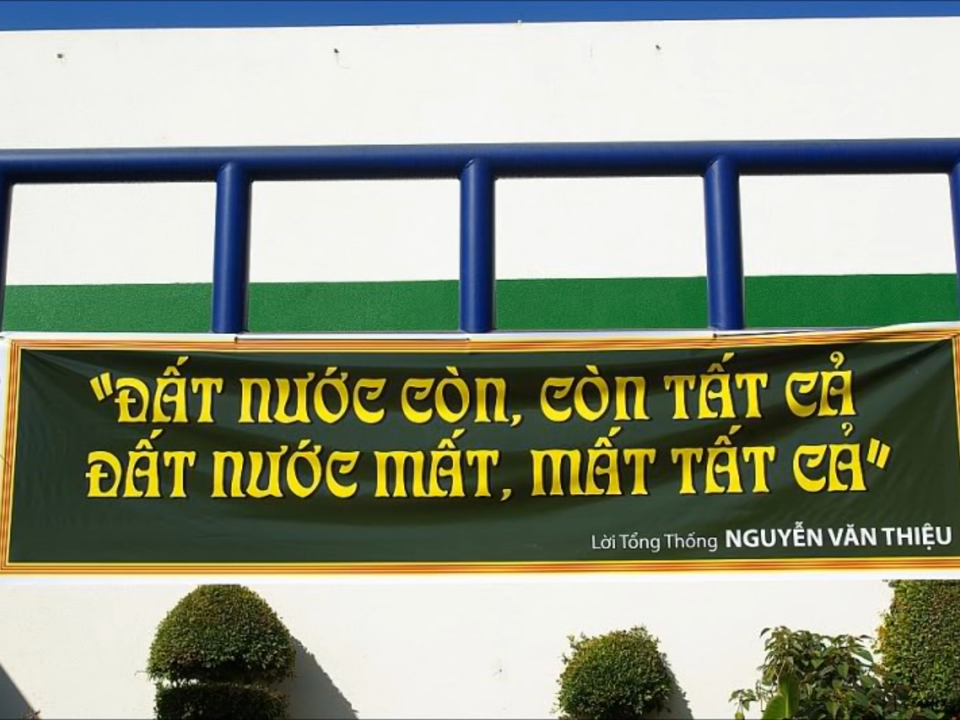 "ĐẤT NƯỚC CÒN, CÒN TẤT CẢ
ĐẤT NƯỚC MẤT, MẤT TẤT CẢ"
Lời Tổng Thống NGUYỄN VĂN THIỆU